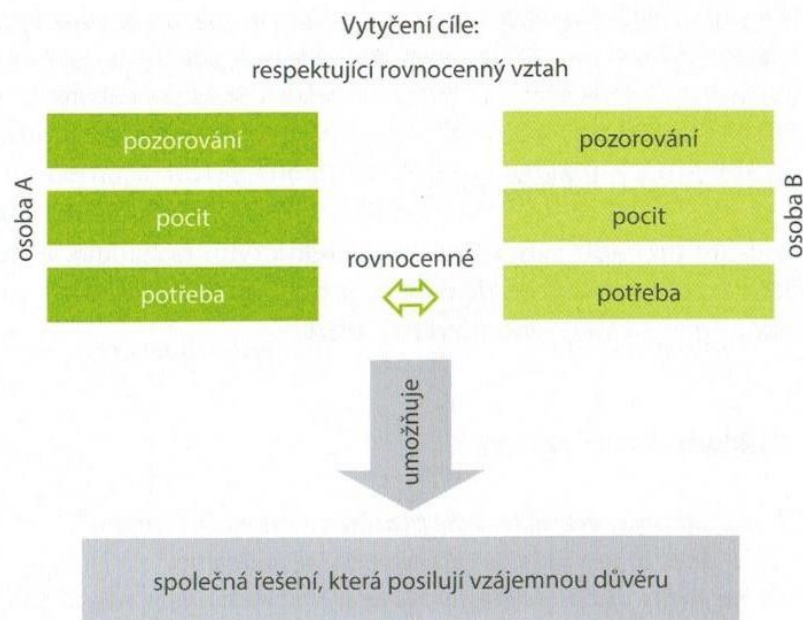 Vytyčení cíle:
respektující rovnocenný vztah
osoba A
pozorování
pocit
potřeba
rovnocenné
pozorování
pocit
potřeba
osoba B
umožňuje
společná řešení, která posilují vzájemnou důvěru